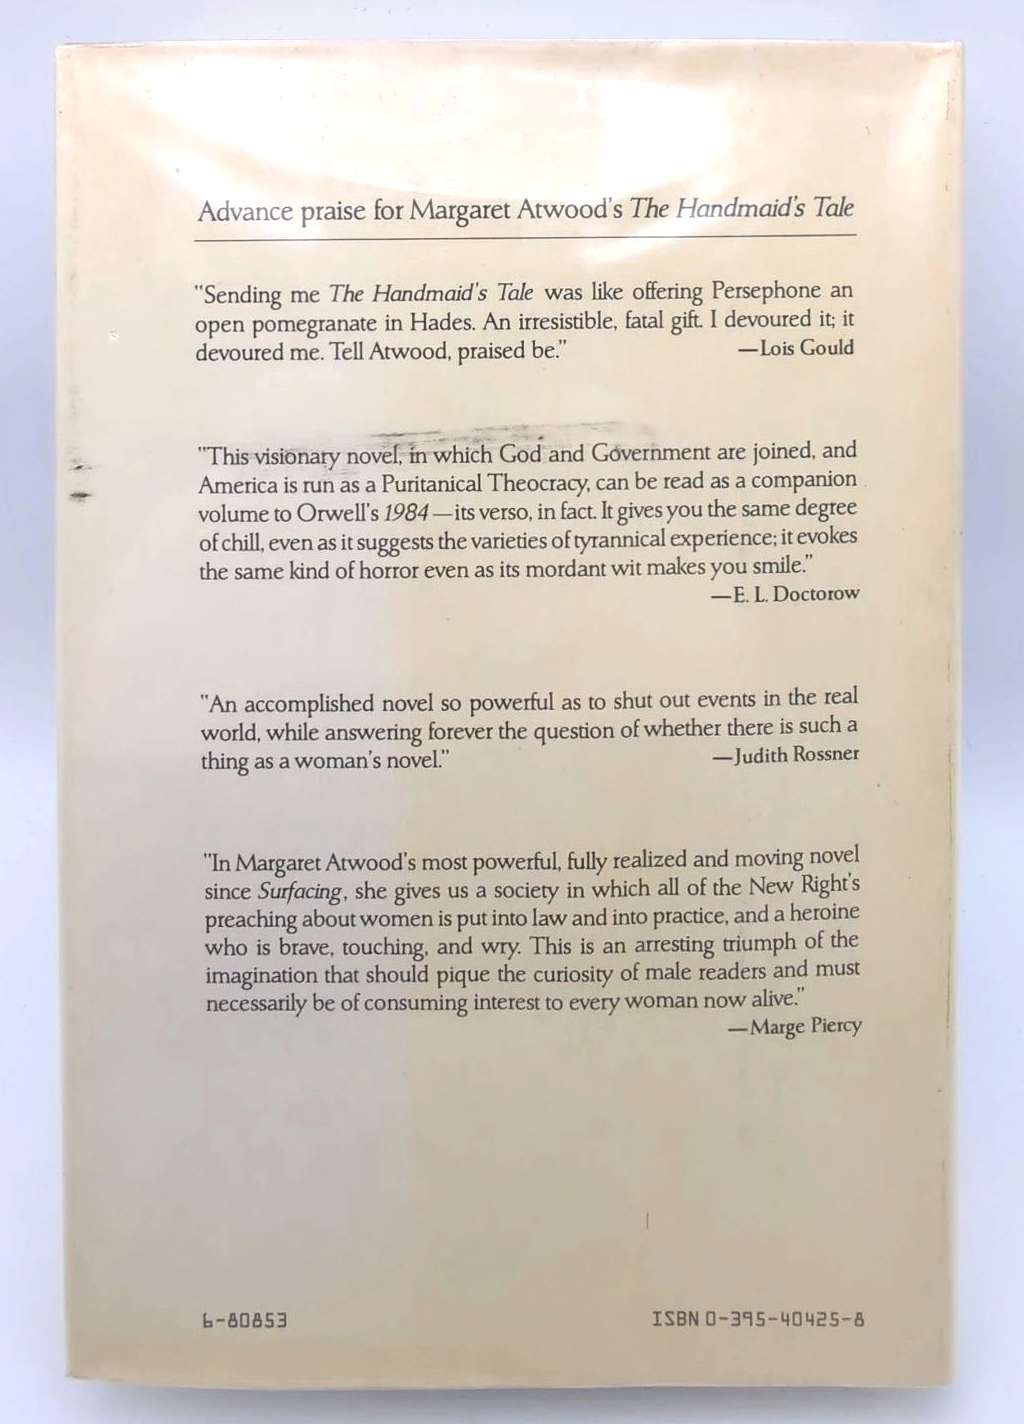 Advance praise for Margaret Atwood's The Handmaid's Tale
"Sending me The Handmaid's Tale was like offering Persephone an
open pomegranate in Hades. An irresistible, fatal gift. I devoured it; it
devoured me. Tell Atwood, praised be." —Lois Gould
"This visionary novel, in which God and Government are joined, and
America is run as a Puritanical Theocracy, can be read as a companion
volume to Orwell's 1984—its verso, in fact. It gives you the same degree
of chill, even as it suggests the varieties of tyrannical experience; it evokes
the same kind of horror even as its mordant wit makes you smile."
—E. L. Doctorow
"An accomplished novel so powerful as to shut out events in the real
world, while answering forever the question of whether there is such a
thing as a woman's novel." —Judith Rossner
"In Margaret Atwood's most powerful, fully realized and moving novel
since Surfacing, she gives us a society in which all of the New Right's
preaching about women is put into law and into practice, and a heroine
who is brave, touching, and wry. This is an arresting triumph of the
imagination that should pique the curiosity of male readers and must
necessarily be of consuming interest to every woman now alive."
—Marge Piercy
6-80853 ISBN 0-395-40425-8